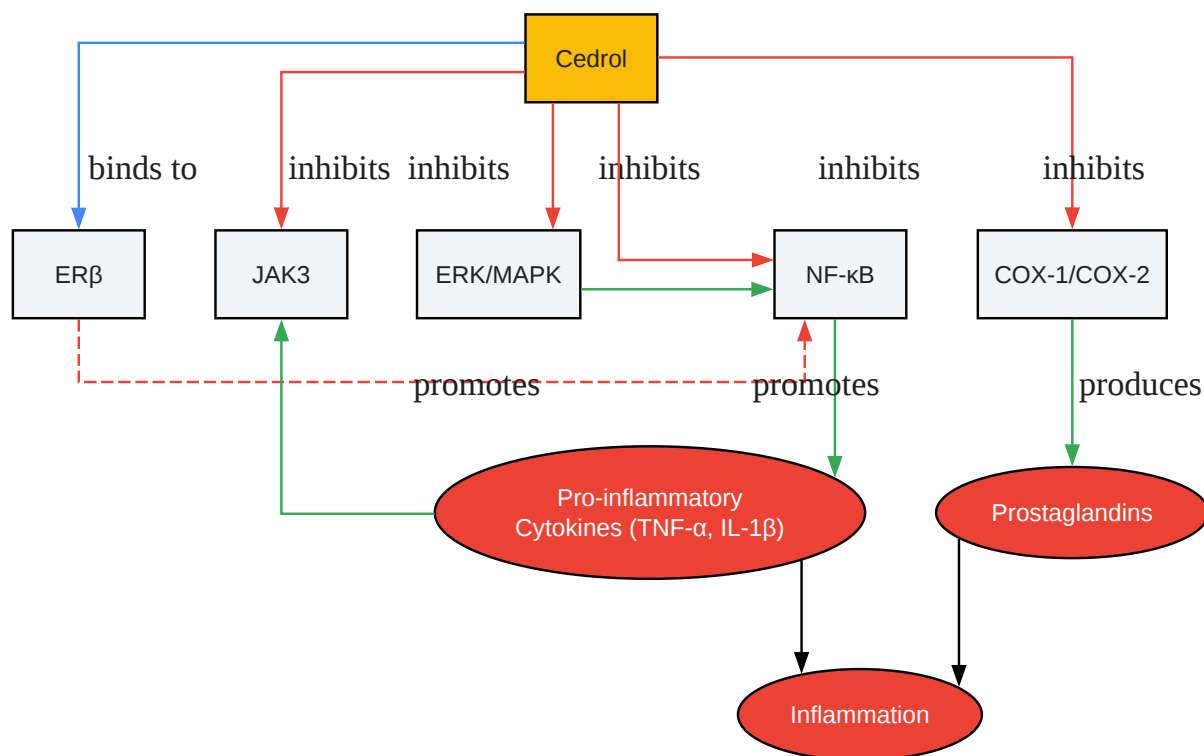 Cedrol
binds to
inhibits
inhibits
inhibits
inhibits
inhibits
ERβ
JAK3
ERK/MAPK
NF-κB
COX-1/COX-2
promotes
promotes
produces
Pro-inflammatory
Cytokines (TNF-α, IL-1β)
Prostaglandins
Inflammation